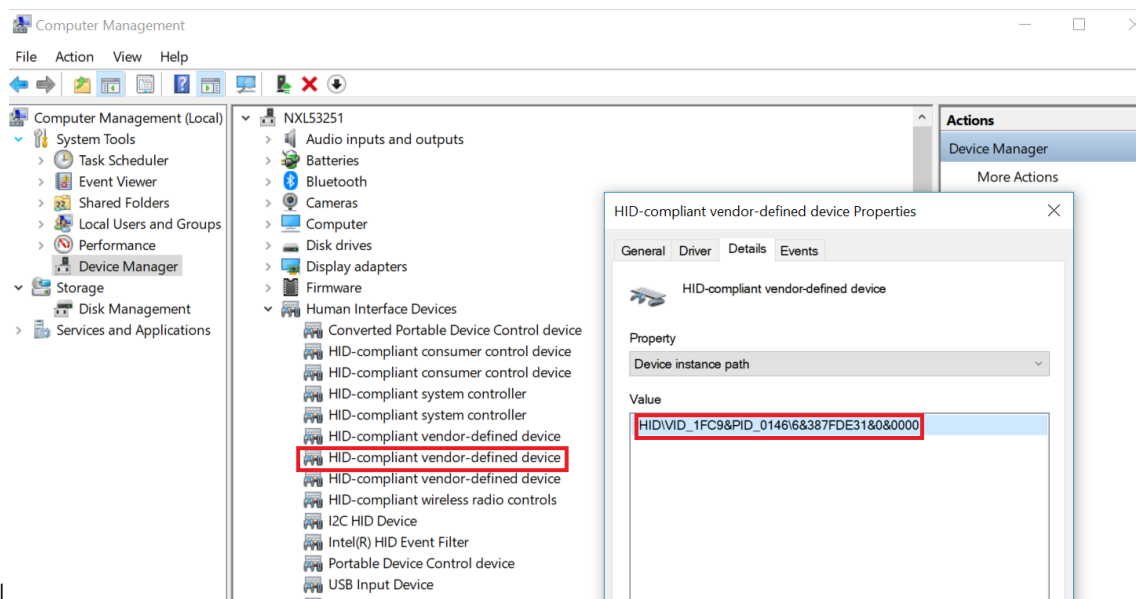 Computer Management
File Action View Help
Computer Management (Local)
System Tools
Task Scheduler
Event Viewer
Shared Folders
Local Users and Groups
Performance
Device Manager
Storage
Disk Management
Services and Applications
NXL53251
Audio inputs and outputs
Batteries
Bluetooth
Cameras
Computer
Disk drives
Display adapters
Firmware
Human Interface Devices
Converted Portable Device Control device
HID-compliant consumer control device
HID-compliant consumer control device
HID-compliant system controller
HID-compliant system controller
HID-compliant vendor-defined device
HID-compliant vendor-defined device
HID-compliant vendor-defined device
HID-compliant wireless radio controls
I2C HID Device
Intel(R) HID Event Filter
Portable Device Control device
USB Input Device
Actions
Device Manager
More Actions
HID-compliant vendor-defined device Properties
General Driver Details Events
HID-compliant vendor-defined device
Property
Device instance path
Value
HID\VID_1FC9&PID_0146\6&387FDE31&0&0000